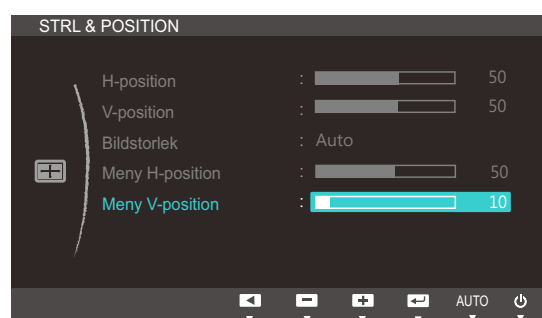 STRL & POSITION
H-position : 50
V-position : 50
Bildstorlek : Auto
Meny H-position : 50
Meny V-position : 10
AUTO